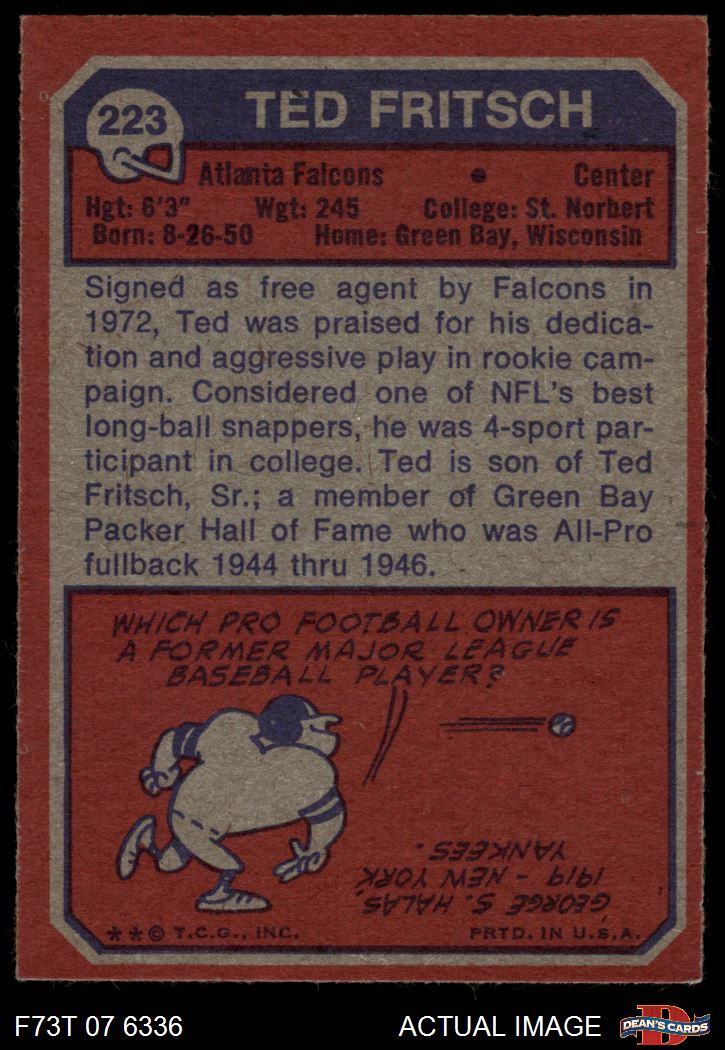 223
TED FRITSCH
Atlanta Falcons • Center
Hgt: 6'3" Wgt: 245 College: St. Norbert
Born: 8-26-50 Home: Green Bay, Wisconsin
Signed as free agent by Falcons in
1972, Ted was praised for his dedica-
tion and aggressive play in rookie cam-
paign. Considered one of NFL's best
long-ball snappers, he was 4-sport par-
ticipant in college. Ted is son of Ted
Fritsch, Sr.; a member of Green Bay
Packer Hall of Fame who was All-Pro
fullback 1944 thru 1946.
WHICH PRO FOOTBALL OWNER IS
A FORMER MAJOR LEAGUE
BASEBALL PLAYER?
GEORGE S. HALAS,
1919 - NEW YORK
YANKEES.
**© T.C.G., INC. PRTD. IN U.S.A.
F73T 07 6336 ACTUAL IMAGE
D
DEAN'S CARDS